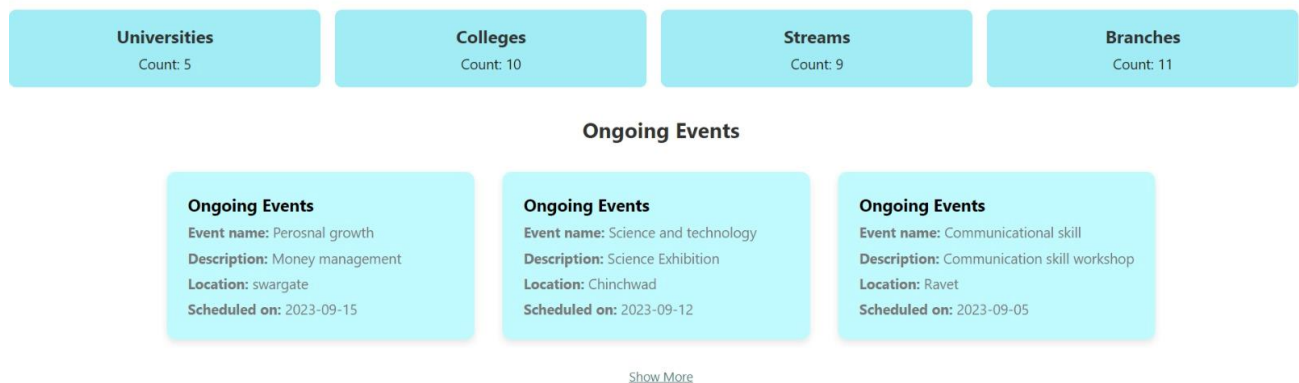 Universities
Count: 5
Colleges
Count: 10
Streams
Count: 9
Branches
Count: 11
Ongoing Events
Ongoing Events
Event name: Perosnal growth
Description: Money management
Location: swargate
Scheduled on: 2023-09-15
Ongoing Events
Event name: Science and technology
Description: Science Exhibition
Location: Chinchwad
Scheduled on: 2023-09-12
Ongoing Events
Event name: Communicational skill
Description: Communication skill workshop
Location: Ravet
Scheduled on: 2023-09-05
Show More